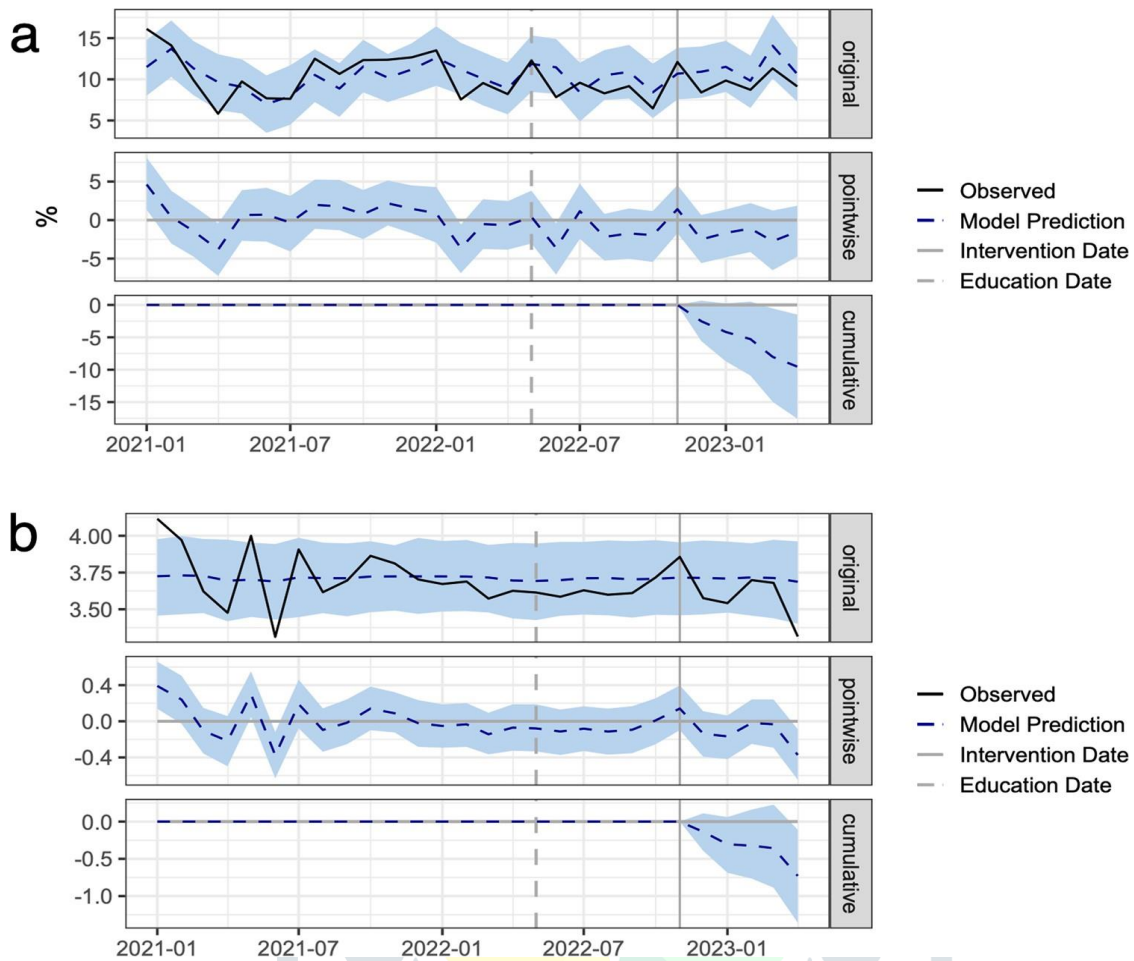 a
15
10
5
original
%
5
0
-5
pointwise
0
-5
-10
-15
cumulative
2021-01 2021-07 2022-01 2022-07 2023-01
Observed
Model Prediction
Intervention Date
Education Date
b
4.00
3.75
3.50
original
0.4
0.0
-0.4
pointwise
0.0
-0.5
-1.0
cumulative
2021-01 2021-07 2022-01 2022-07 2023-01
Observed
Model Prediction
Intervention Date
Education Date